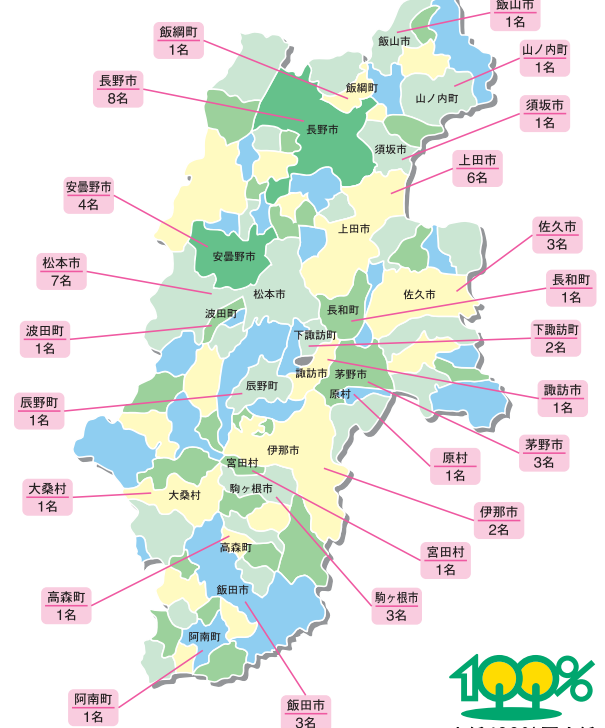 飯山市
1名
飯綱町
1名
山ノ内町
1名
長野市
8名
須坂市
1名
上田市
6名
安曇野市
4名
佐久市
3名
松本市
7名
長和町
1名
波田町
1名
下諏訪町
2名
諏訪市
1名
辰野町
1名
茅野市
3名
原村
1名
大桑村
1名
伊那市
2名
宮田村
1名
高森町
1名
駒ヶ根市
3名
阿南町
1名
飯田市
3名
飯山市
飯綱町
山ノ内町
長野市
須坂市
上田市
安曇野市
松本市
佐久市
長和町
波田町
下諏訪町
諏訪市
茅野市
辰野町
原村
伊那市
宮田村
駒ヶ根市
大桑村
高森町
飯田市
阿南町
100%